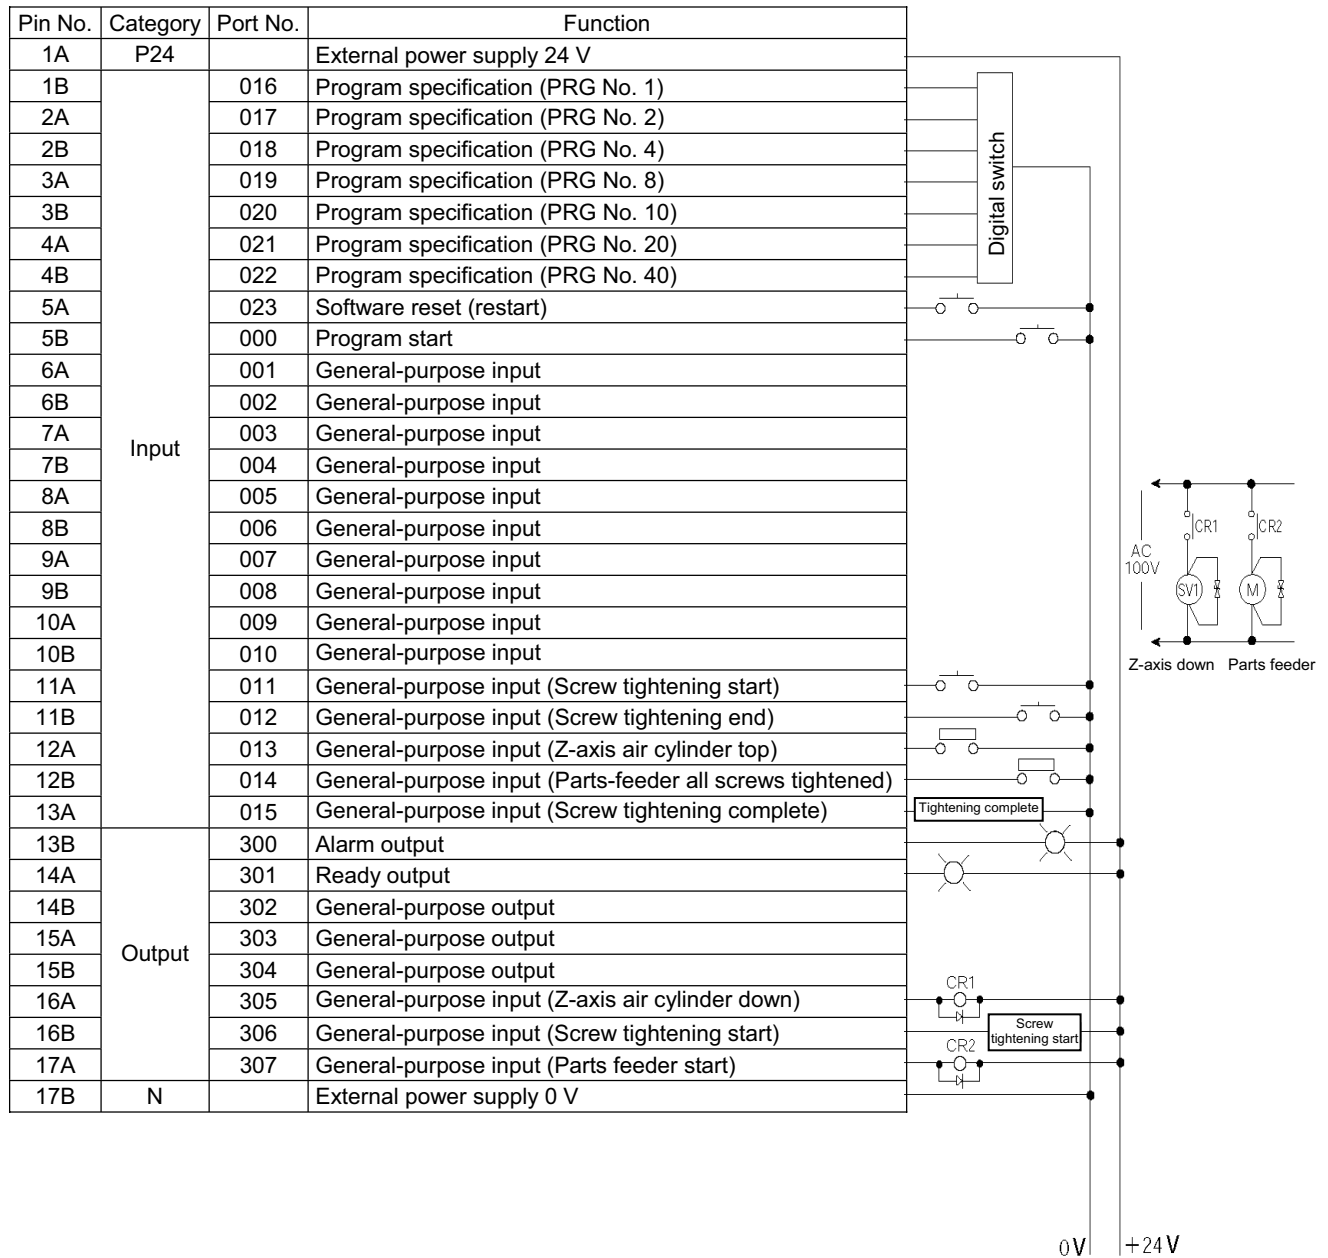 Pin No. Category Port No. Function
1A P24 External power supply 24 V
1B 016 Program specification (PRG No. 1)
2A 017 Program specification (PRG No. 2)
2B 018 Program specification (PRG No. 4)
3A 019 Program specification (PRG No. 8)
3B 020 Program specification (PRG No. 10)
4A 021 Program specification (PRG No. 20)
4B 022 Program specification (PRG No. 40)
5A 023 Software reset (restart)
5B 000 Program start
6A 001 General-purpose input
6B 002 General-purpose input
7A 003 General-purpose input
Input
7B 004 General-purpose input
8A 005 General-purpose input
8B 006 General-purpose input
9A 007 General-purpose input
9B 008 General-purpose input
10A 009 General-purpose input
10B 010 General-purpose input
11A 011 General-purpose input (Screw tightening start)
11B 012 General-purpose input (Screw tightening end)
12A 013 General-purpose input (Z-axis air cylinder top)
12B 014 General-purpose input (Parts-feeder all screws tightened)
13A 015 General-purpose input (Screw tightening complete)
13B 300 Alarm output
14A 301 Ready output
14B 302 General-purpose output
15A 303 General-purpose output
Output
15B 304 General-purpose output
16A 305 General-purpose input (Z-axis air cylinder down)
16B 306 General-purpose input (Screw tightening start)
17A 307 General-purpose input (Parts feeder start)
17B N External power supply 0 V
Digital switch
Tightening complete
CR1
Screw
tightening start
CR2
0V +24V
CR1 CR2
AC
100V
SV1 M
Z-axis down Parts feeder